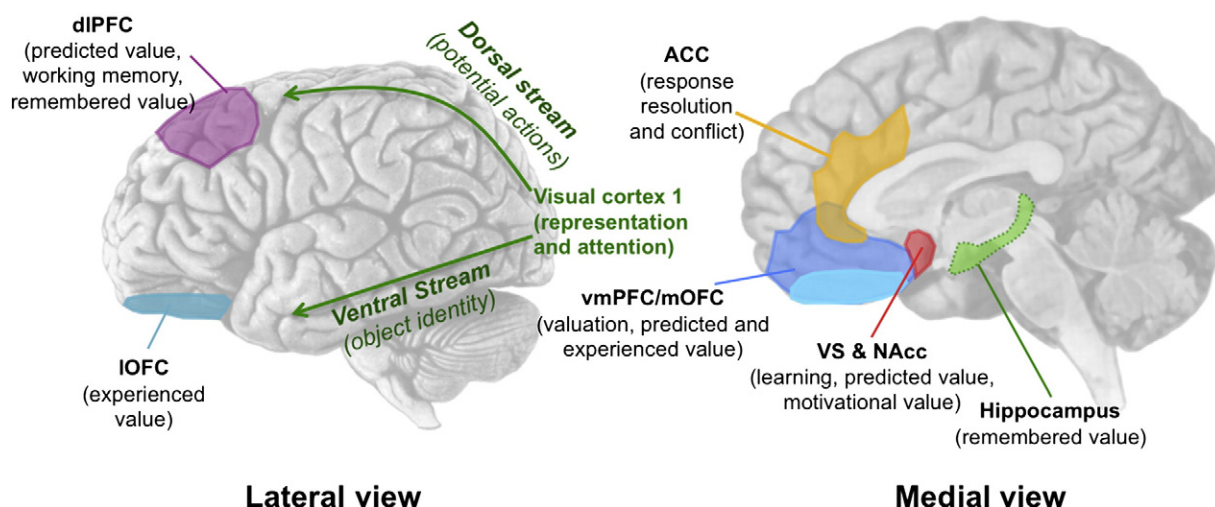 dlPFC
(predicted value,
working memory,
remembered value)
Dorsal stream
(potential actions)
Visual cortex 1
(representation
and attention)
Ventral Stream
(object identity)
lOFC
(experienced
value)
Lateral view
ACC
(response
resolution
and conflict)
vmPFC/mOFC
(valuation, predicted and
experienced value)
VS & NAcc
(learning, predicted value,
motivational value)
Hippocampus
(remembered value)
Medial view